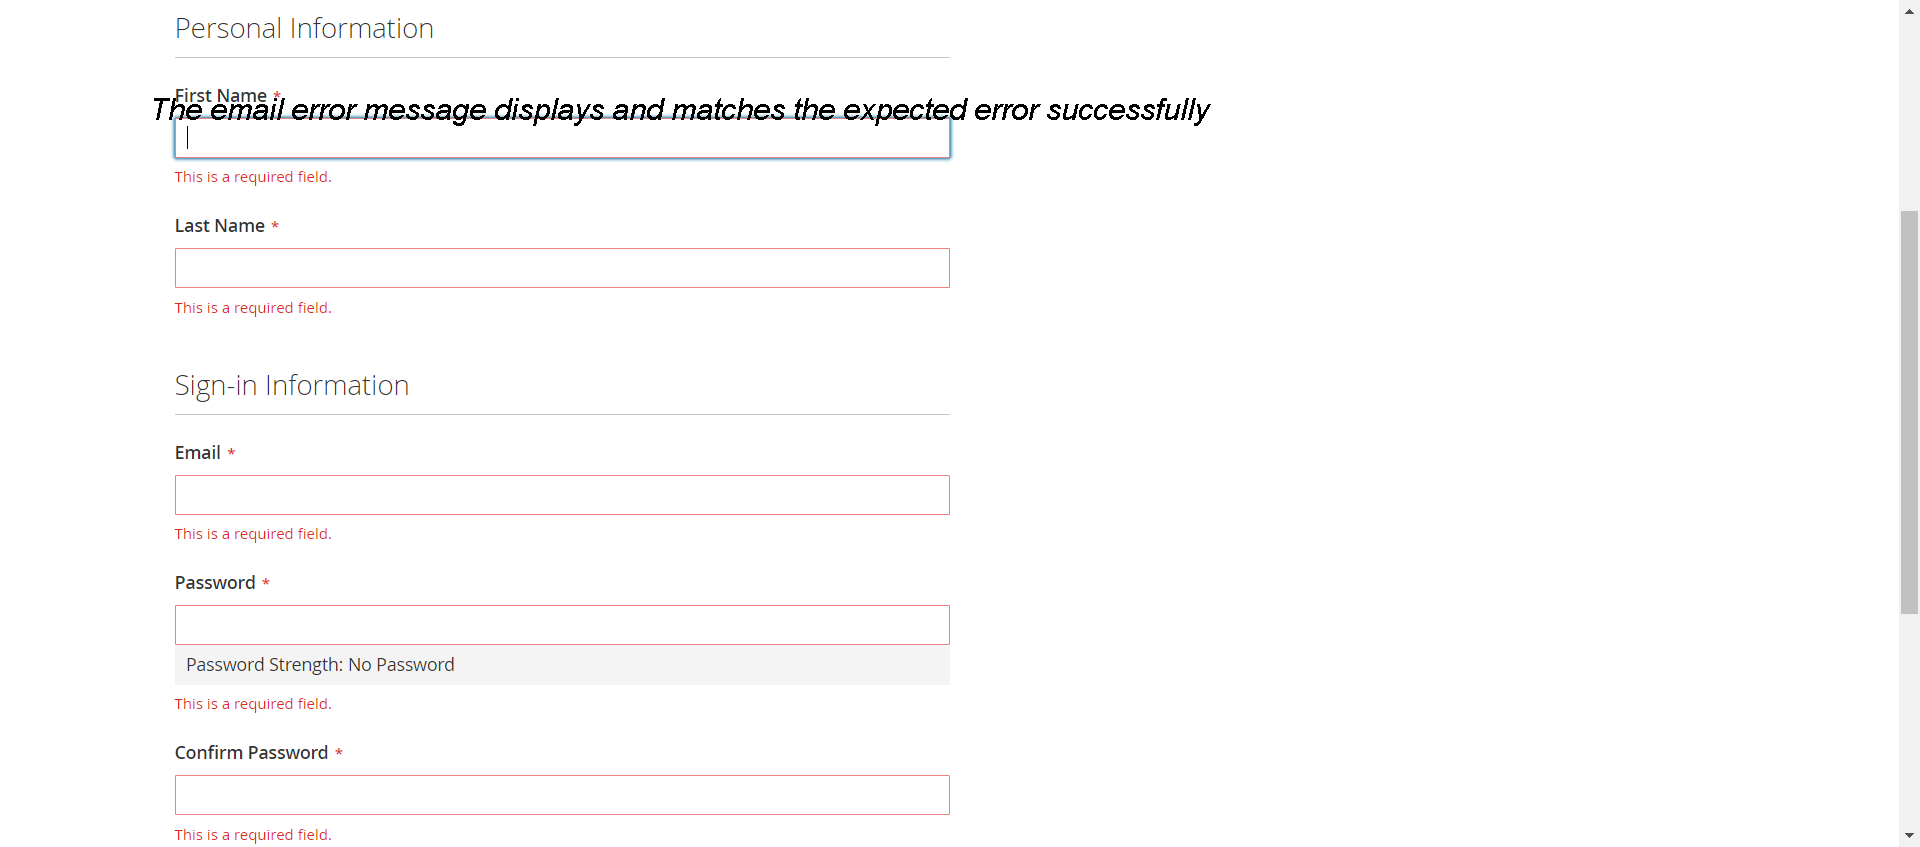 Personal Information
First Name *
The email error message displays and matches the expected error successfully
This is a required field.
Last Name *
This is a required field.
Sign-in Information
Email *
This is a required field.
Password *
Password Strength: No Password
This is a required field.
Confirm Password *
This is a required field.